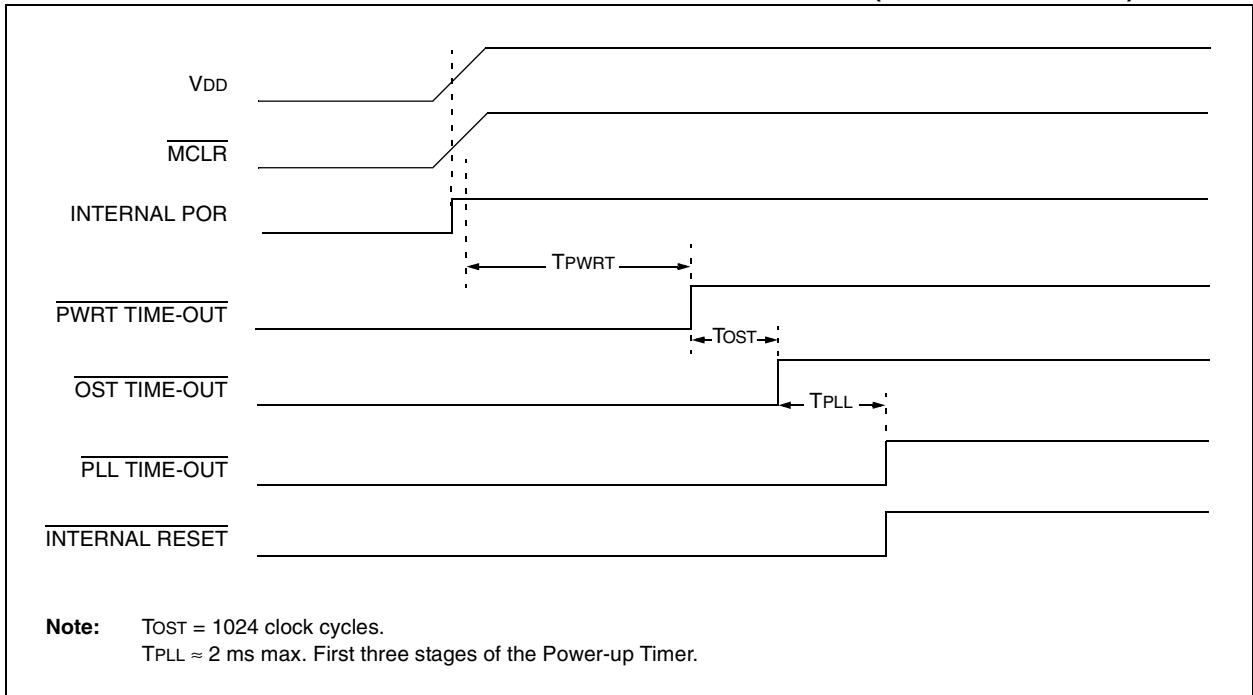 VDD
MCLR
INTERNAL POR
TPWRT
PWRT TIME-OUT
TOST
OST TIME-OUT
TPLL
PLL TIME-OUT
INTERNAL RESET
Note: TOST = 1024 clock cycles.
TPLL ≈ 2 ms max. First three stages of the Power-up Timer.